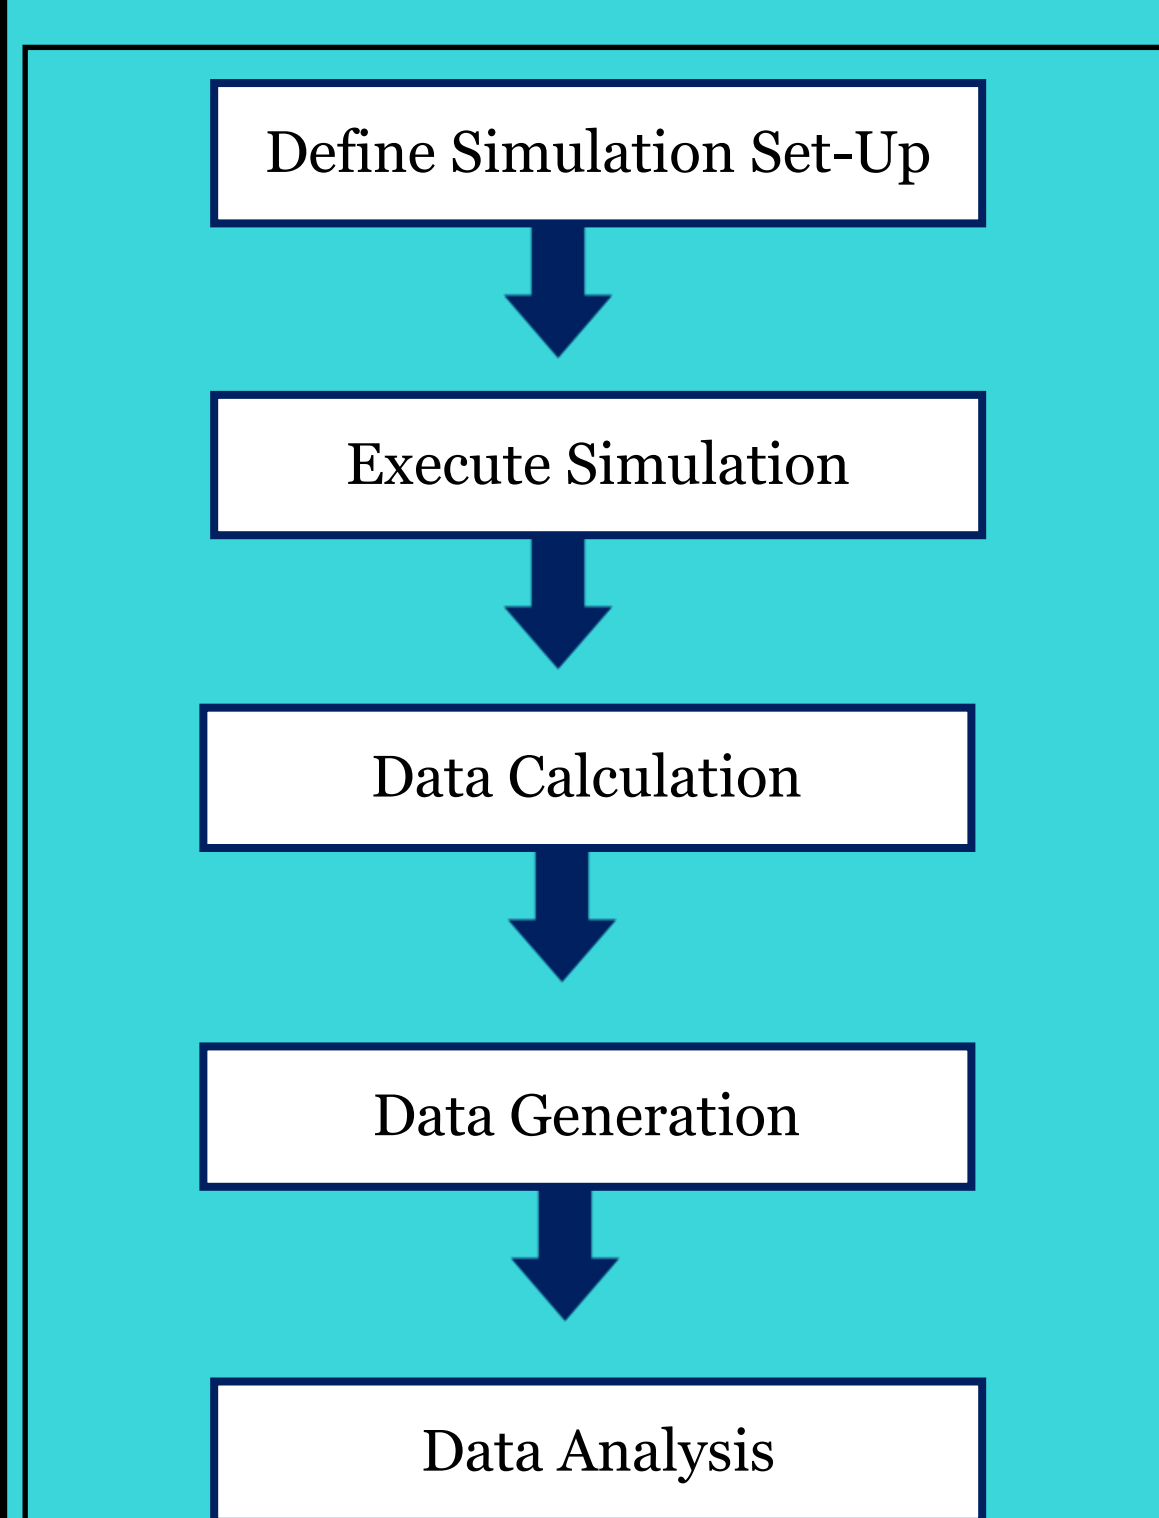 Define Simulation Set-Up
Execute Simulation
Data Calculation
Data Generation
Data Analysis